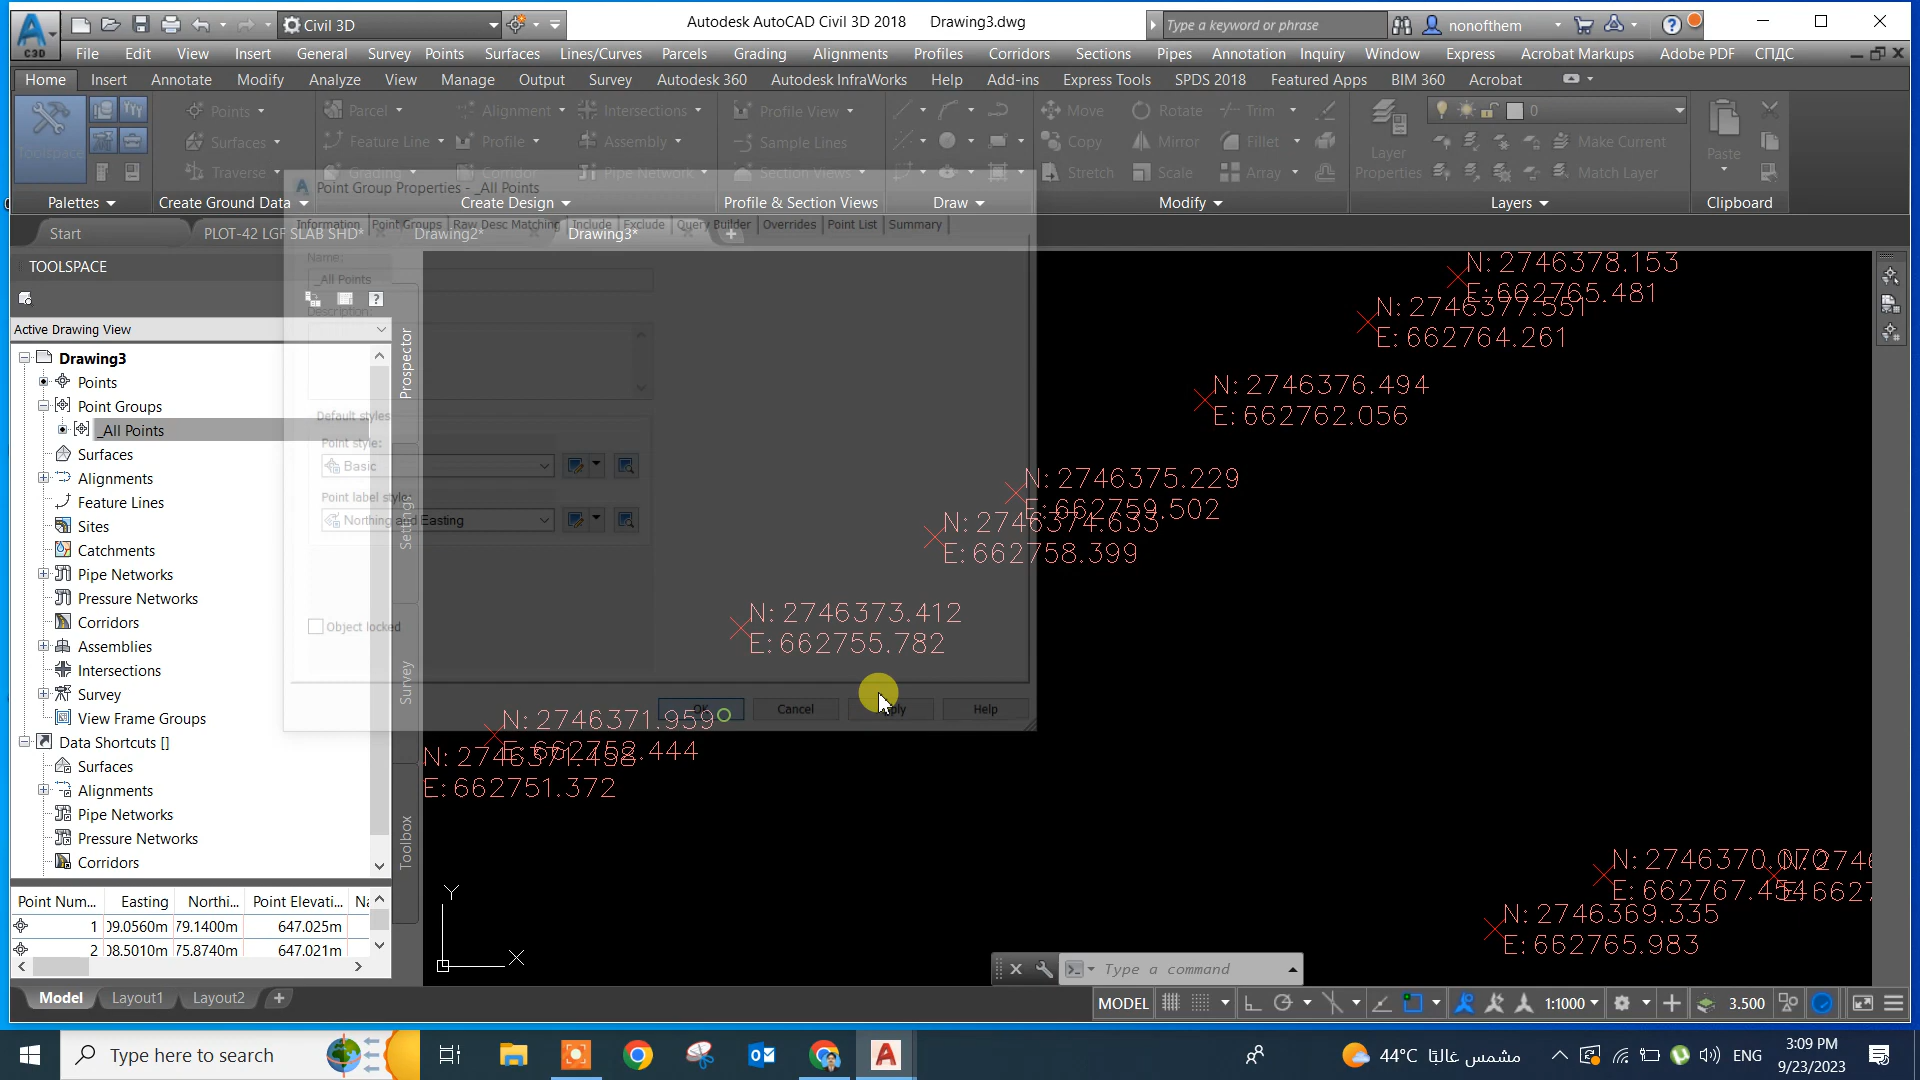 Civil 3D
Autodesk AutoCAD Civil 3D 2018 Drawing3.dwg
Type a keyword or phrase
nonofthem
C3D
File Edit View Insert General Survey Points Surfaces Lines/Curves Parcels Grading Alignments Profiles Corridors Sections Pipes Annotation Inquiry Window Express Acrobat Markups Adobe PDF СПДС
Home Insert Annotate Modify Analyze View Manage Output Survey Autodesk 360 Autodesk InfraWorks Help Add-ins Express Tools SPDS 2018 Featured Apps BIM 360 Acrobat
Points Parcel Alignment Intersections Profile View Move Rotate Trim 0
Toolspace Surfaces Feature Line Profile Assembly Sample Lines Copy Mirror Fillet Layer Properties Make Current Paste
Traverse Grading Corridor Pipe Network Section Views Stretch Scale Array Match Layer
Palettes Create Ground Data Create Design Profile & Section Views Draw Modify Layers Clipboard
Point Group Properties - _All Points
Information Point Groups Raw Desc Matching Include Exclude Query Builder Overrides Point List Summary
Start PLOT-42 LGF SLAB SHD* Drawing2* Drawing3*
Name:
_All Points
Description:
Default styles
Point style:
Basic
Point label style:
Northing and Easting
Object locked
OK Cancel Apply Help
TOOLSPACE
Active Drawing View
Drawing3
Points
Point Groups
_All Points
Surfaces
Alignments
Feature Lines
Sites
Catchments
Pipe Networks
Pressure Networks
Corridors
Assemblies
Intersections
Survey
View Frame Groups
Data Shortcuts []
Surfaces
Alignments
Pipe Networks
Pressure Networks
Corridors
Prospector
Settings
Survey
Toolbox
Point Num... Easting Northi... Point Elevati... Na
1 09.0560m 79.1400m 647.025m
2 08.5010m 75.8740m 647.021m
N: 2746378.153
E: 662765.481
N: 2746377.551
E: 662764.261
N: 2746376.494
E: 662762.056
N: 2746375.229
E: 662759.502
N: 2746374.633
E: 662758.399
N: 2746373.412
E: 662755.782
N: 2746371.959
E: 662752.444
N: 2746371.498
E: 662751.372
N: 2746370.070
E: 662767.454
N: 2746369.335
E: 662765.983
Y
X
Type a command
Model Layout1 Layout2
MODEL 1:1000 3.500
Type here to search
44°C مشمس غالبًا
ENG
3:09 PM
9/23/2023